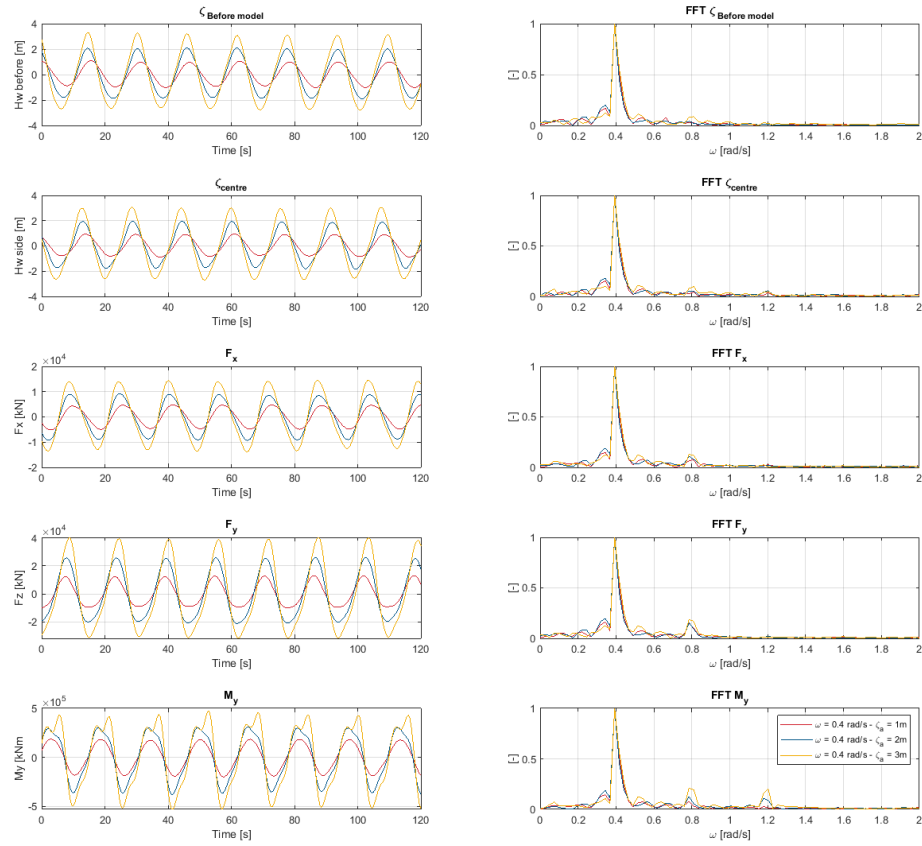 ζBefore model
4
2
0
-2
-4
Hw before [m]
0 20 40 60 80 100 120
Time [s]
FFT ζBefore model
1
0.5
0
[-]
0 0.2 0.4 0.6 0.8 1 1.2 1.4 1.6 1.8 2
ω [rad/s]
ζcentre
4
2
0
-2
-4
Hw side [m]
0 20 40 60 80 100 120
Time [s]
FFT ζcentre
1
0.5
0
[-]
0 0.2 0.4 0.6 0.8 1 1.2 1.4 1.6 1.8 2
ω [rad/s]
Fx
×10^4
2
1
0
-1
-2
Fx [kN]
0 20 40 60 80 100 120
Time [s]
FFT Fx
1
0.5
0
[-]
0 0.2 0.4 0.6 0.8 1 1.2 1.4 1.6 1.8 2
ω [rad/s]
Fy
×10^4
4
2
0
-2
Fz [kN]
0 20 40 60 80 100 120
Time [s]
FFT Fy
1
0.5
0
[-]
0 0.2 0.4 0.6 0.8 1 1.2 1.4 1.6 1.8 2
ω [rad/s]
My
×10^5
5
0
-5
My [kNm]
0 20 40 60 80 100 120
Time [s]
FFT My
1
0.5
0
[-]
ω = 0.4 rad/s - ζa = 1m
ω = 0.4 rad/s - ζa = 2m
ω = 0.4 rad/s - ζa = 3m
0 0.2 0.4 0.6 0.8 1 1.2 1.4 1.6 1.8 2
ω [rad/s]